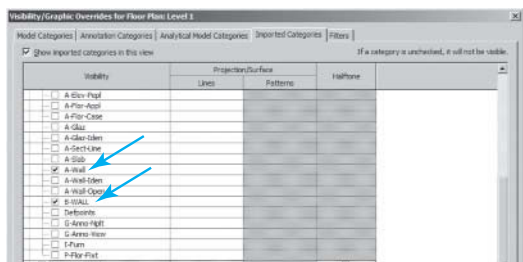 Visibility/Graphic Overrides for Floor Plan: Level 1
Model Categories Annotation Categories Analytical Model Categories Imported Categories Filters
Show imported categories in this view If a category is unchecked, it will not be visible.
Visibility Projection/Surface Halftone
Lines Patterns
A-Elev-Popl
A-Flor-Appl
A-Flor-Case
A-Glaz
A-Glaz-Iden
A-Sect-Line
A-Slab
A-Wall
A-Wall-Iden
A-Wall-Open
B-WALL
Defpoints
G-Anno-Nplt
G-Anno-View
I-Furn
P-Flor-Fixt